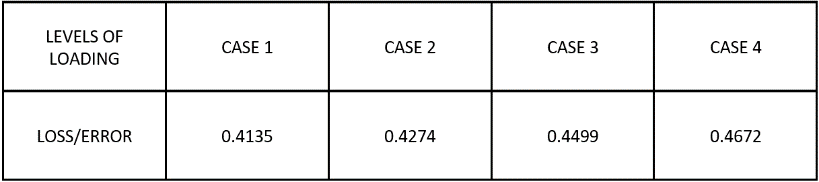 LEVELS OF
LOADING
CASE 1
CASE 2
CASE 3
CASE 4
LOSS/ERROR
0.4135
0.4274
0.4499
0.4672